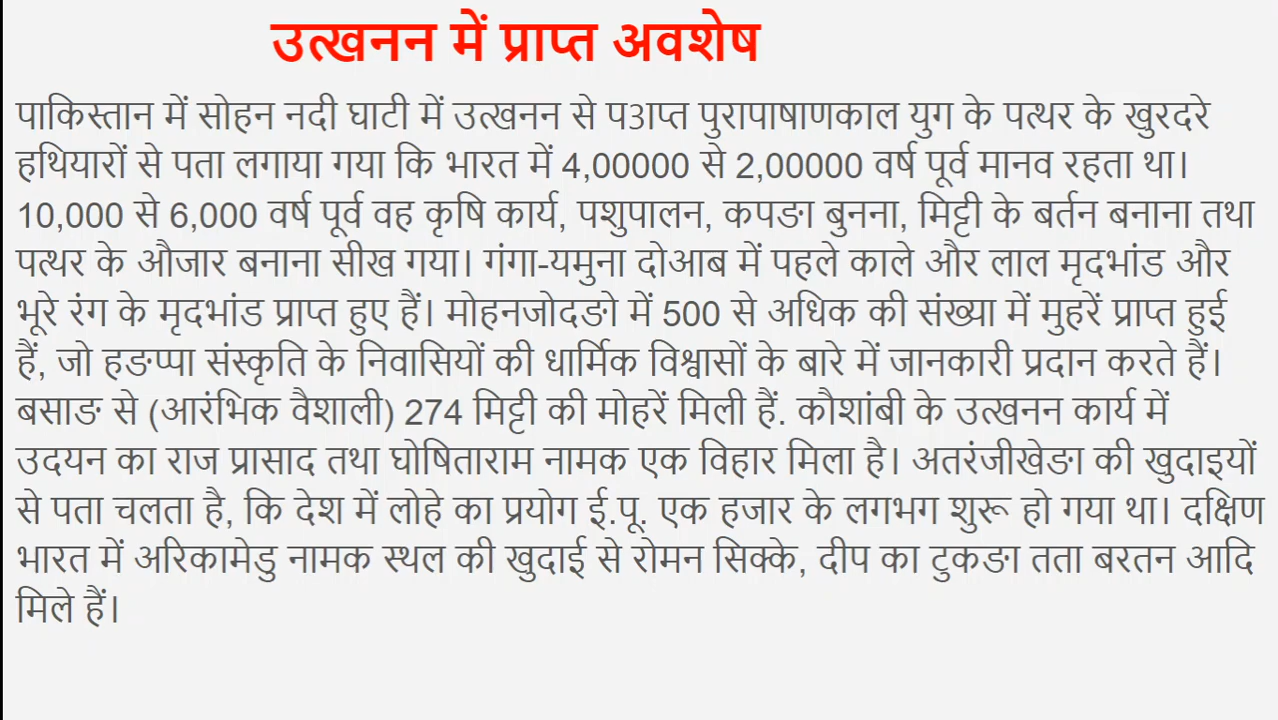 उत्खनन में प्राप्त अवशेष
पाकिस्तान में सोहन नदी घाटी में उत्खनन से प3ाप्त पुरापाषाणकाल युग के पत्थर के खुरदरे
हथियारों से पता लगाया गया कि भारत में 4,00000 से 2,00000 वर्ष पूर्व मानव रहता था।
10,000 से 6,000 वर्ष पूर्व वह कृषि कार्य, पशुपालन, कपङा बुनना, मिट्टी के बर्तन बनाना तथा
पत्थर के औजार बनाना सीख गया। गंगा-यमुना दोआब में पहले काले और लाल मृदभांड और
भूरे रंग के मृदभांड प्राप्त हुए हैं। मोहनजोदङो में 500 से अधिक की संख्या में मुहरें प्राप्त हुई
हैं, जो हङप्पा संस्कृति के निवासियों की धार्मिक विश्वासों के बारे में जानकारी प्रदान करते हैं।
बसाङ से (आरंभिक वैशाली) 274 मिट्टी की मोहरें मिली हैं. कौशांबी के उत्खनन कार्य में
उदयन का राज प्रासाद तथा घोषिताराम नामक एक विहार मिला है। अतरंजीखेङा की खुदाइयों
से पता चलता है, कि देश में लोहे का प्रयोग ई.पू. एक हजार के लगभग शुरू हो गया था। दक्षिण
भारत में अरिकामेडु नामक स्थल की खुदाई से रोमन सिक्के, दीप का टुकङा तता बरतन आदि
मिले हैं।